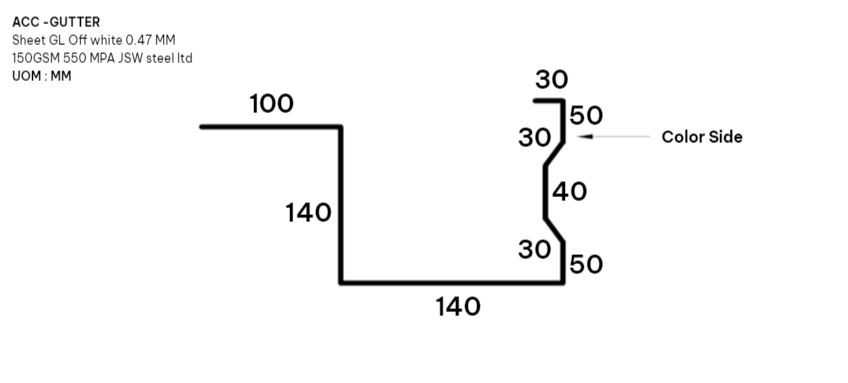 ACC -GUTTER
Sheet GL Off white 0.47 MM
150GSM 550 MPA JSW steel ltd
UOM : MM
30
100
50
30
Color Side
40
140
30
50
140